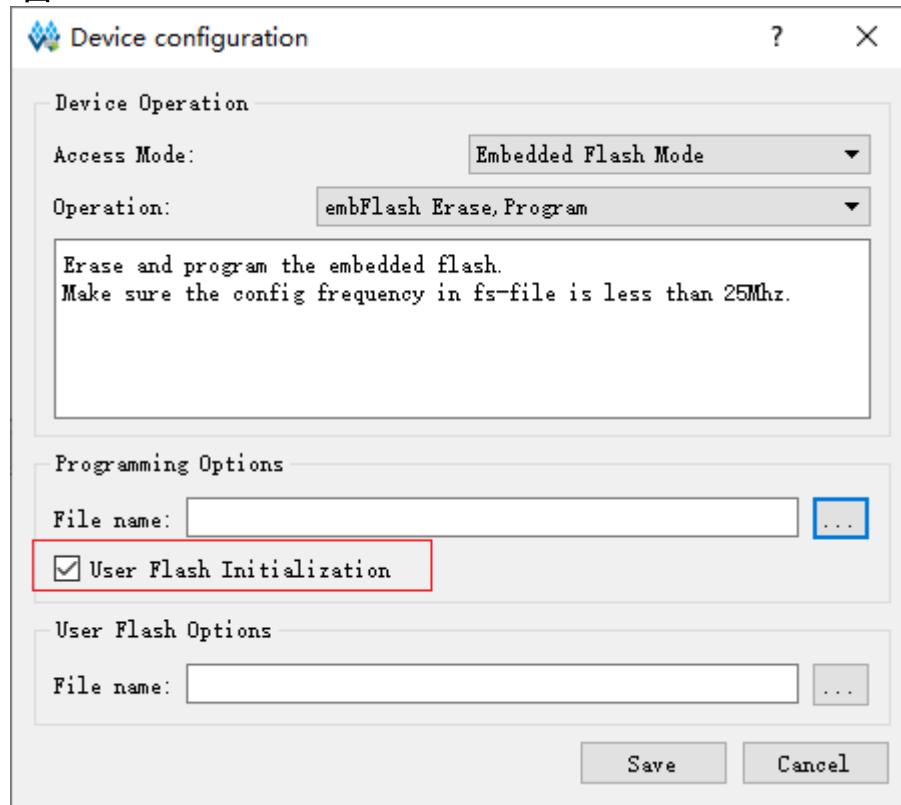 图
Device configuration
?
Device Operation
Access Mode:
Embedded Flash Mode
Operation:
embFlash Erase,Program
Erase and program the embedded flash.
Make sure the config frequency in fs-file is less than 25Mhz.
Programming Options
File name:
...
User Flash Initialization
User Flash Options
File name:
...
Save
Cancel